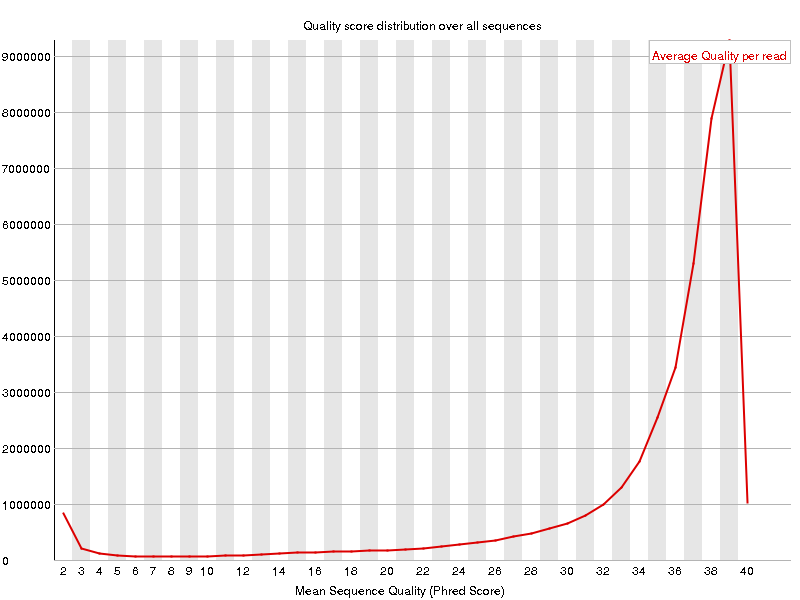 Quality score distribution over all sequences
Average Quality per read
9000000
8000000
7000000
6000000
5000000
4000000
3000000
2000000
1000000
0
2 3 4 5 6 7 8 9 10 12 14 16 18 20 22 24 26 28 30 32 34 36 38 40
Mean Sequence Quality (Phred Score)